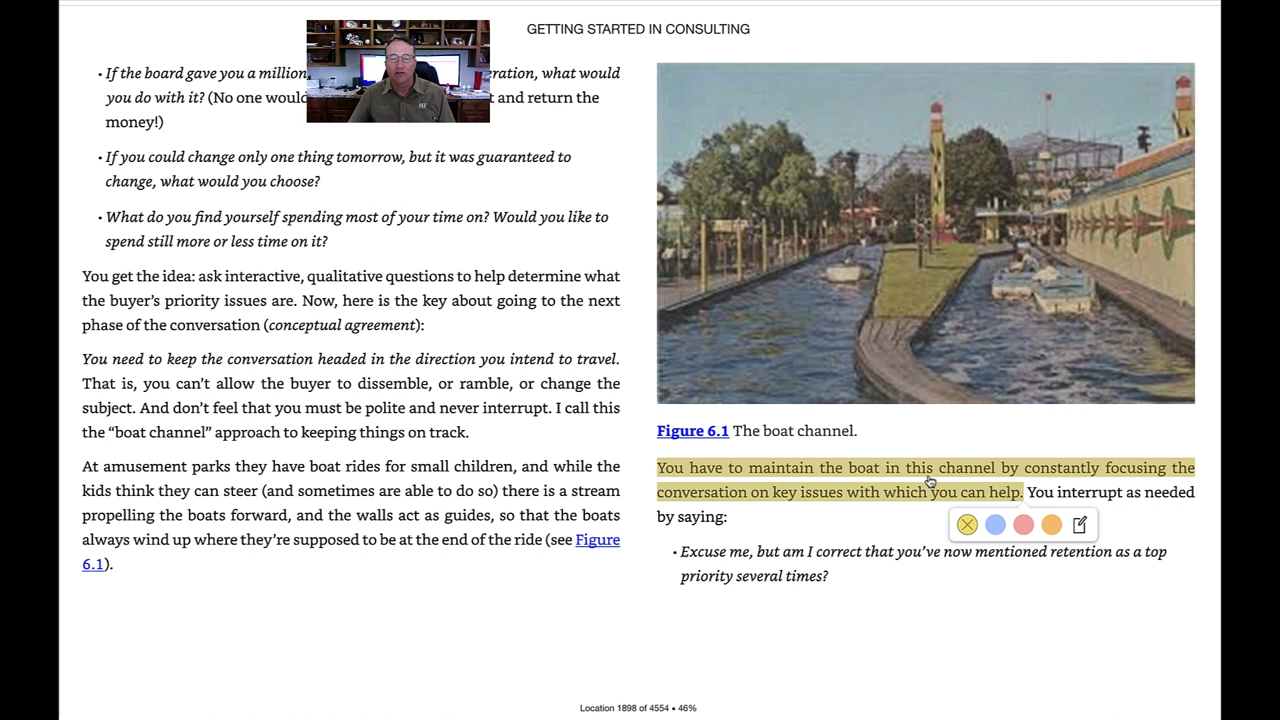 GETTING STARTED IN CONSULTING
• If the board gave you a million eration, what would
you do with it? (No one would t and return the
money!)
• If you could change only one thing tomorrow, but it was guaranteed to
change, what would you choose?
• What do you find yourself spending most of your time on? Would you like to
spend still more or less time on it?
You get the idea: ask interactive, qualitative questions to help determine what
the buyer’s priority issues are. Now, here is the key about going to the next
phase of the conversation (conceptual agreement):
You need to keep the conversation headed in the direction you intend to travel.
That is, you can’t allow the buyer to dissemble, or ramble, or change the
subject. And don’t feel that you must be polite and never interrupt. I call this
the “boat channel” approach to keeping things on track.
At amusement parks they have boat rides for small children, and while the
kids think they can steer (and sometimes are able to do so) there is a stream
propelling the boats forward, and the walls act as guides, so that the boats
always wind up where they’re supposed to be at the end of the ride (see Figure
6.1).
Figure 6.1 The boat channel.
You have to maintain the boat in this channel by constantly focusing the
conversation on key issues with which you can help. You interrupt as needed
by saying:
• Excuse me, but am I correct that you’ve now mentioned retention as a top
priority several times?
Location 1898 of 4554 • 46%